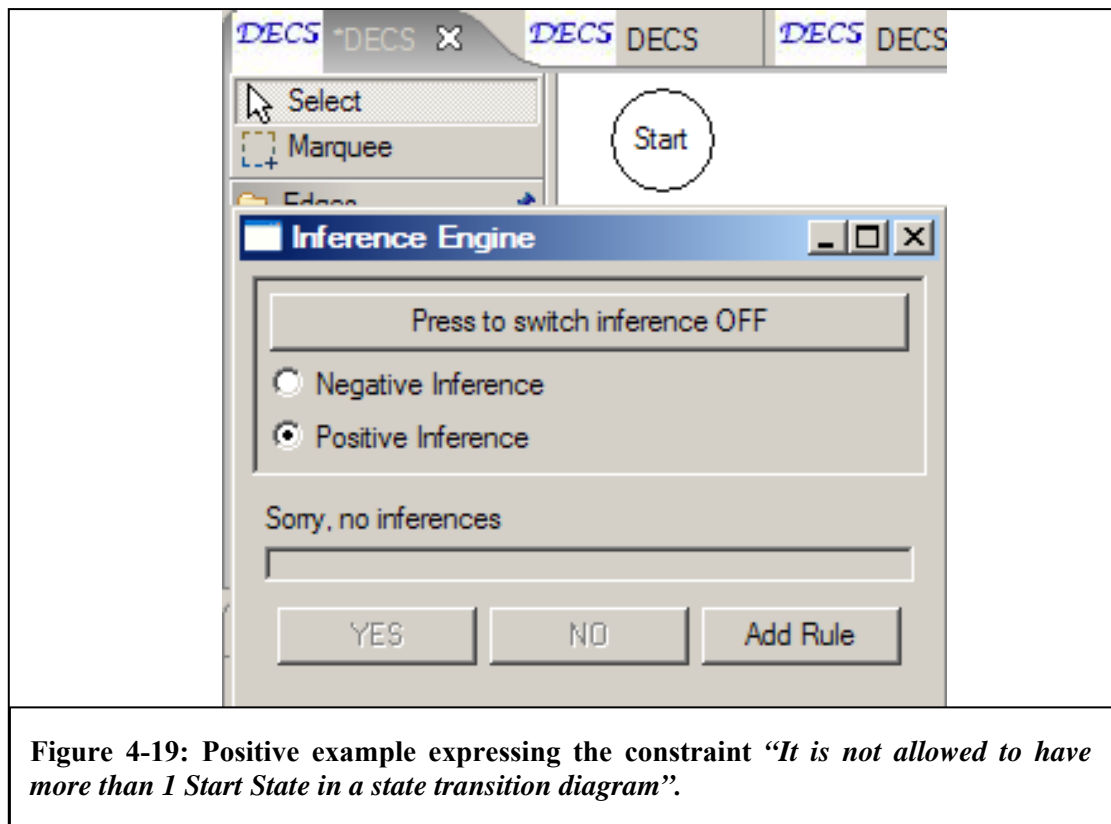 DECS *DECS DECS DECS DECS DECS
Select
Start
Marquee
Edges
Inference Engine
Press to switch inference OFF
Negative Inference
Positive Inference
Sorry, no inferences
YES NO Add Rule
Figure 4-19: Positive example expressing the constraint “It is not allowed to have
more than 1 Start State in a state transition diagram”.